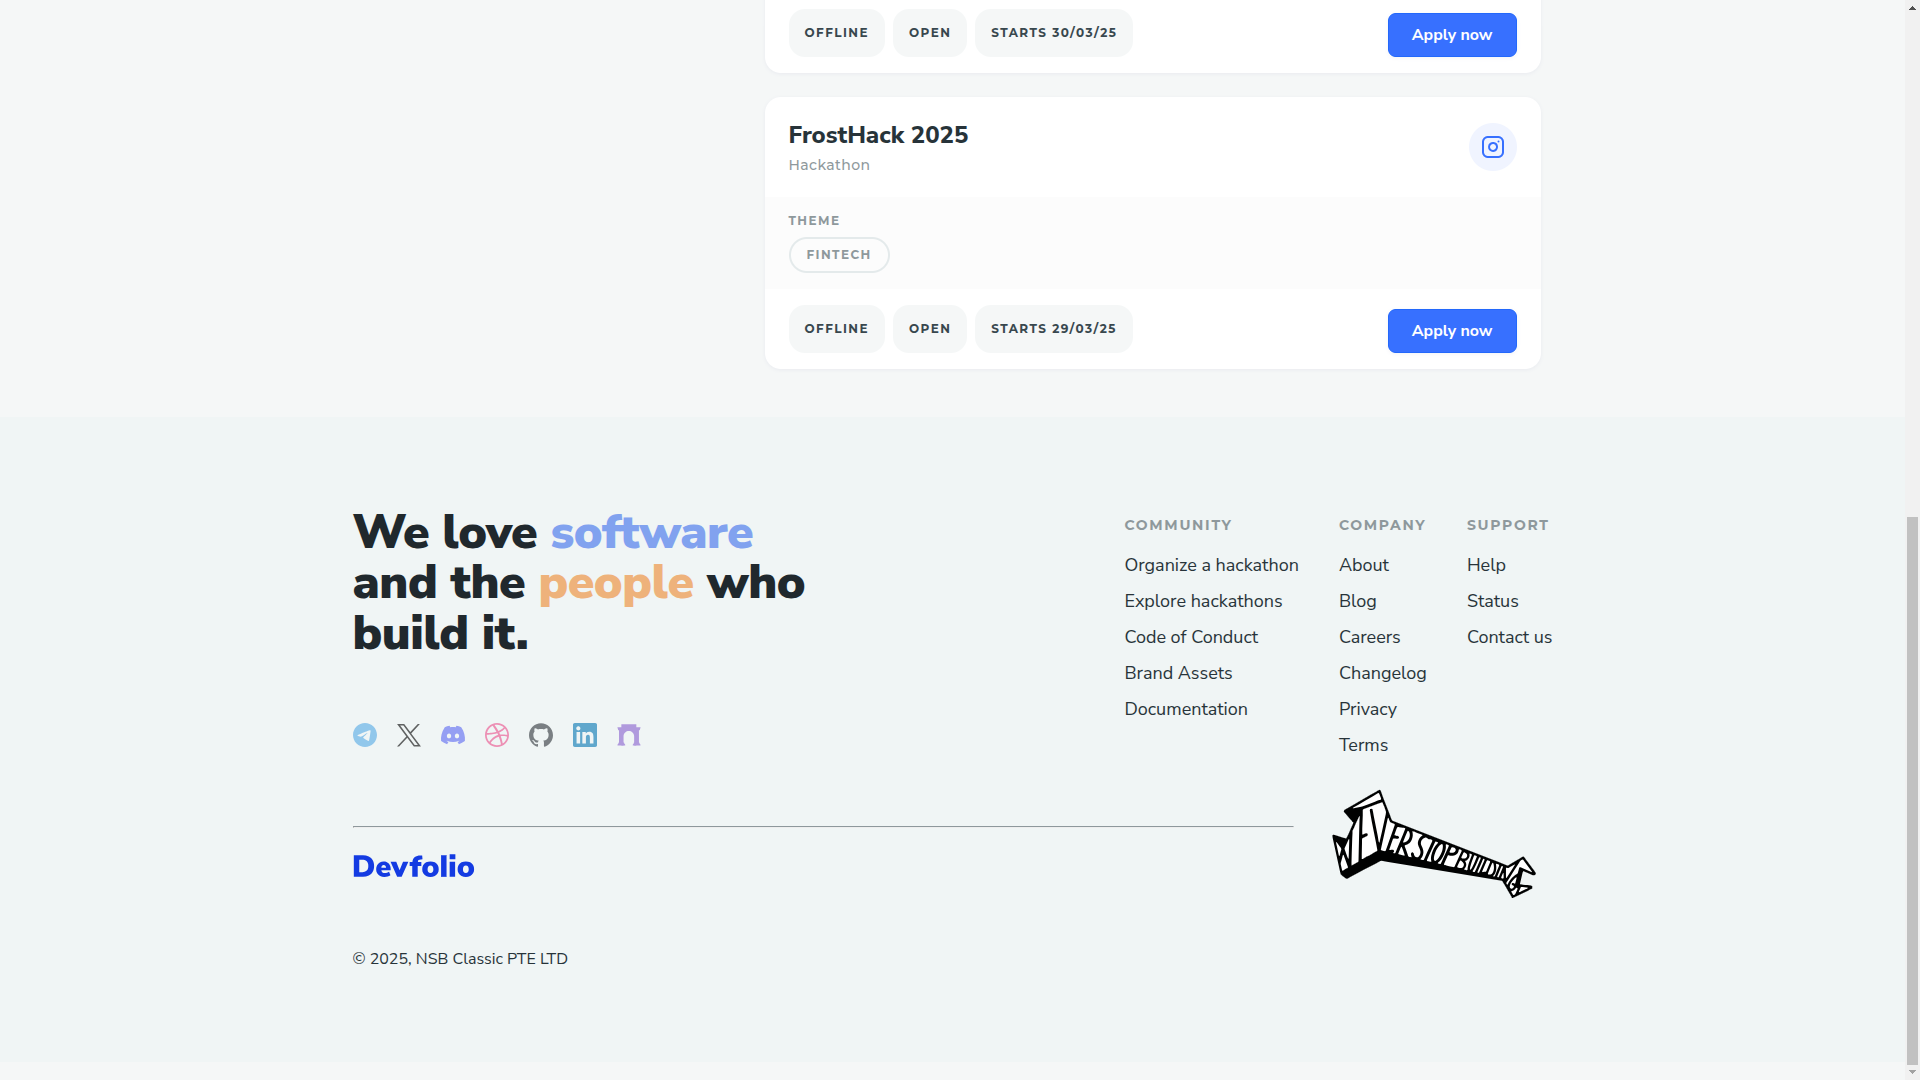 OFFLINE
OPEN
STARTS 30/03/25
Apply now
FrostHack 2025
Hackathon
THEME
FINTECH
OFFLINE
OPEN
STARTS 29/03/25
Apply now
We love software
and the people who
build it.
COMMUNITY
Organize a hackathon
Explore hackathons
Code of Conduct
Brand Assets
Documentation
COMPANY
About
Blog
Careers
Changelog
Privacy
Terms
SUPPORT
Help
Status
Contact us
Devfolio
NEVERSTOPBUILDING
© 2025, NSB Classic PTE LTD